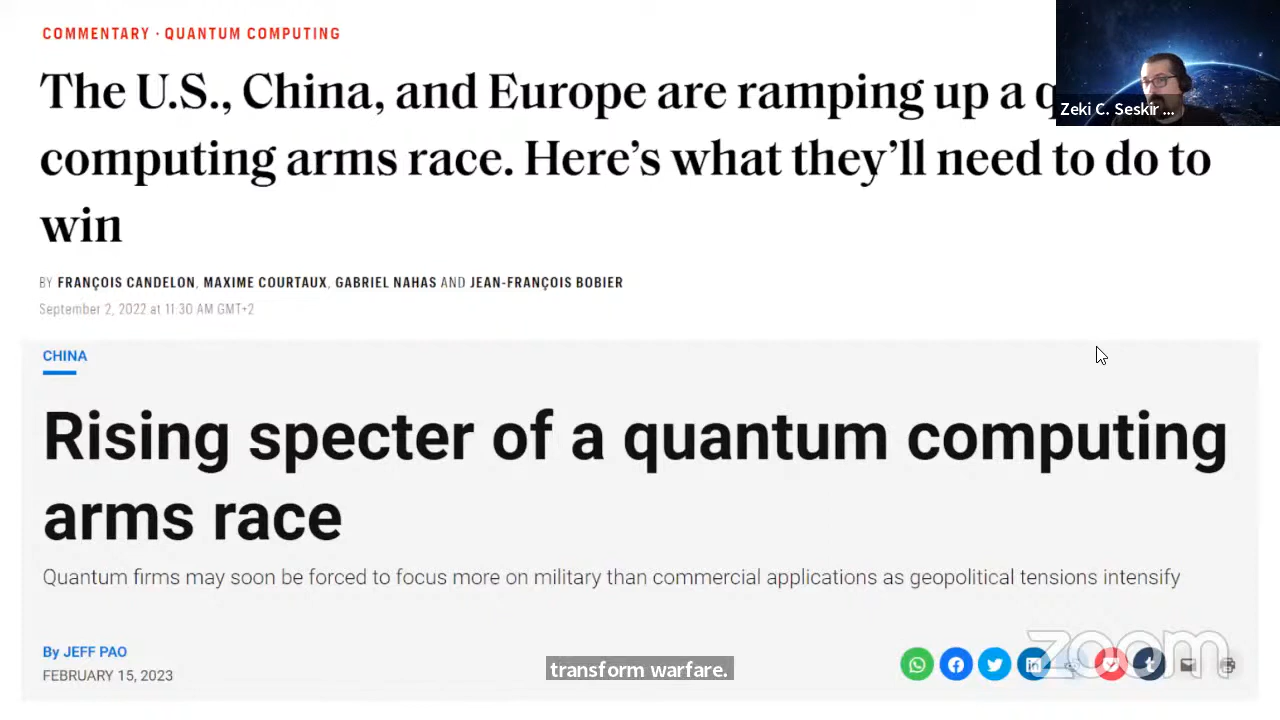 COMMENTARY · QUANTUM COMPUTING
The U.S., China, and Europe are ramping up a q
computing arms race. Here's what they'll need to do to
win
BY FRANÇOIS CANDELON, MAXIME COURTAUX, GABRIEL NAHAS AND JEAN-FRANÇOIS BOBIER
September 2, 2022 at 11:30 AM GMT+2
Zeki C. Seskir ...
CHINA
Rising specter of a quantum computing
arms race
Quantum firms may soon be forced to focus more on military than commercial applications as geopolitical tensions intensify
By JEFF PAO
FEBRUARY 15, 2023
transform warfare.
zoom